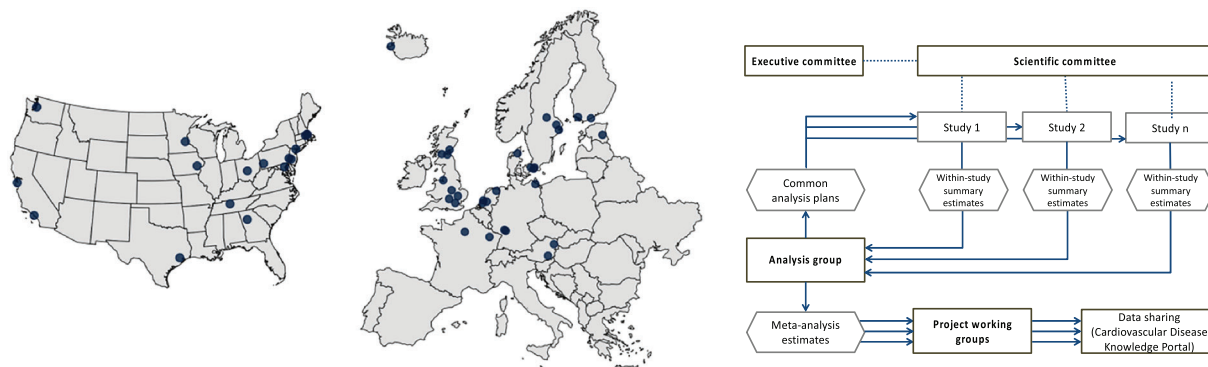 Executive committee
Scientific committee
Study 1
Study 2
Study n
Common
analysis plans
Within-study
summary
estimates
Within-study
summary
estimates
Within-study
summary
estimates
Analysis group
Meta-analysis
estimates
Project working
groups
Data sharing
(Cardiovascular Disease
Knowledge Portal)